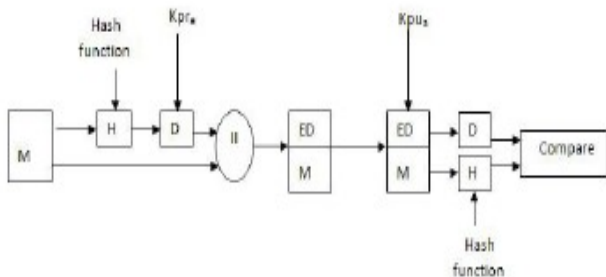 Hash
function
Kprₐ
Kpuₐ
M
H
D
II
ED
M
ED
M
D
H
Compare
Hash
function